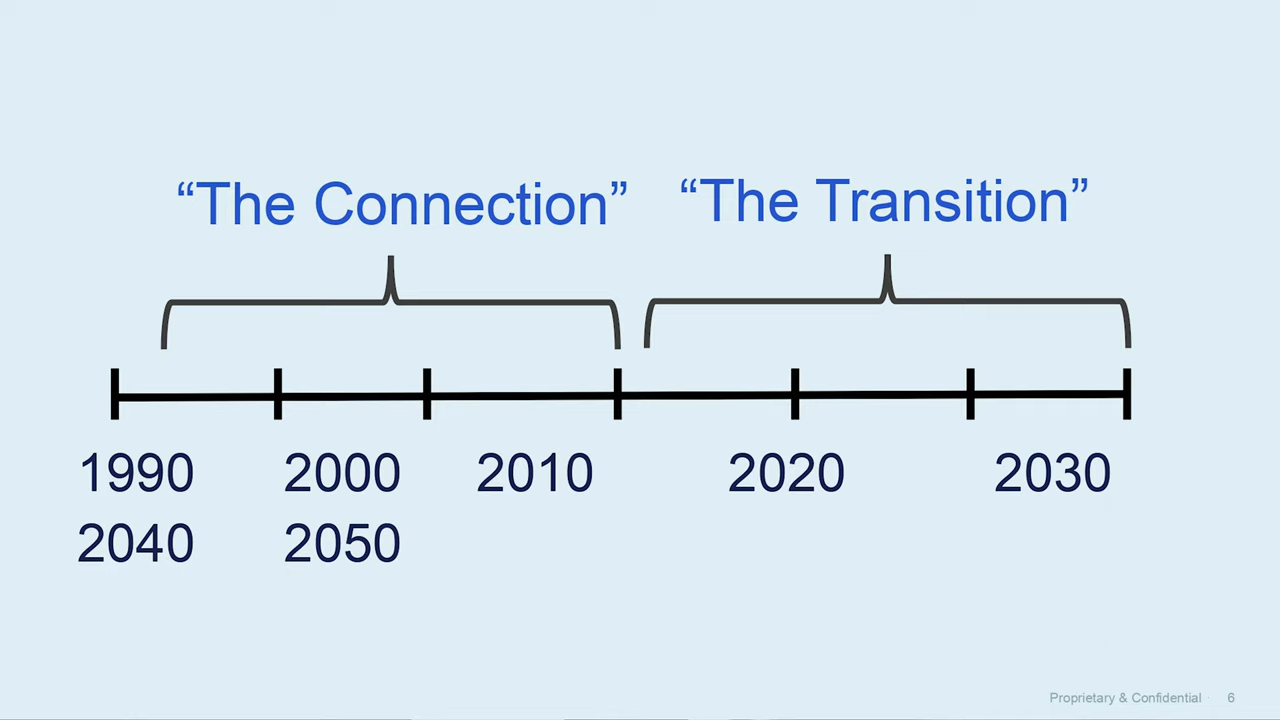 “The Connection” “The Transition”
1990 2000 2010 2020 2030
2040 2050
Proprietary & Confidential · 6